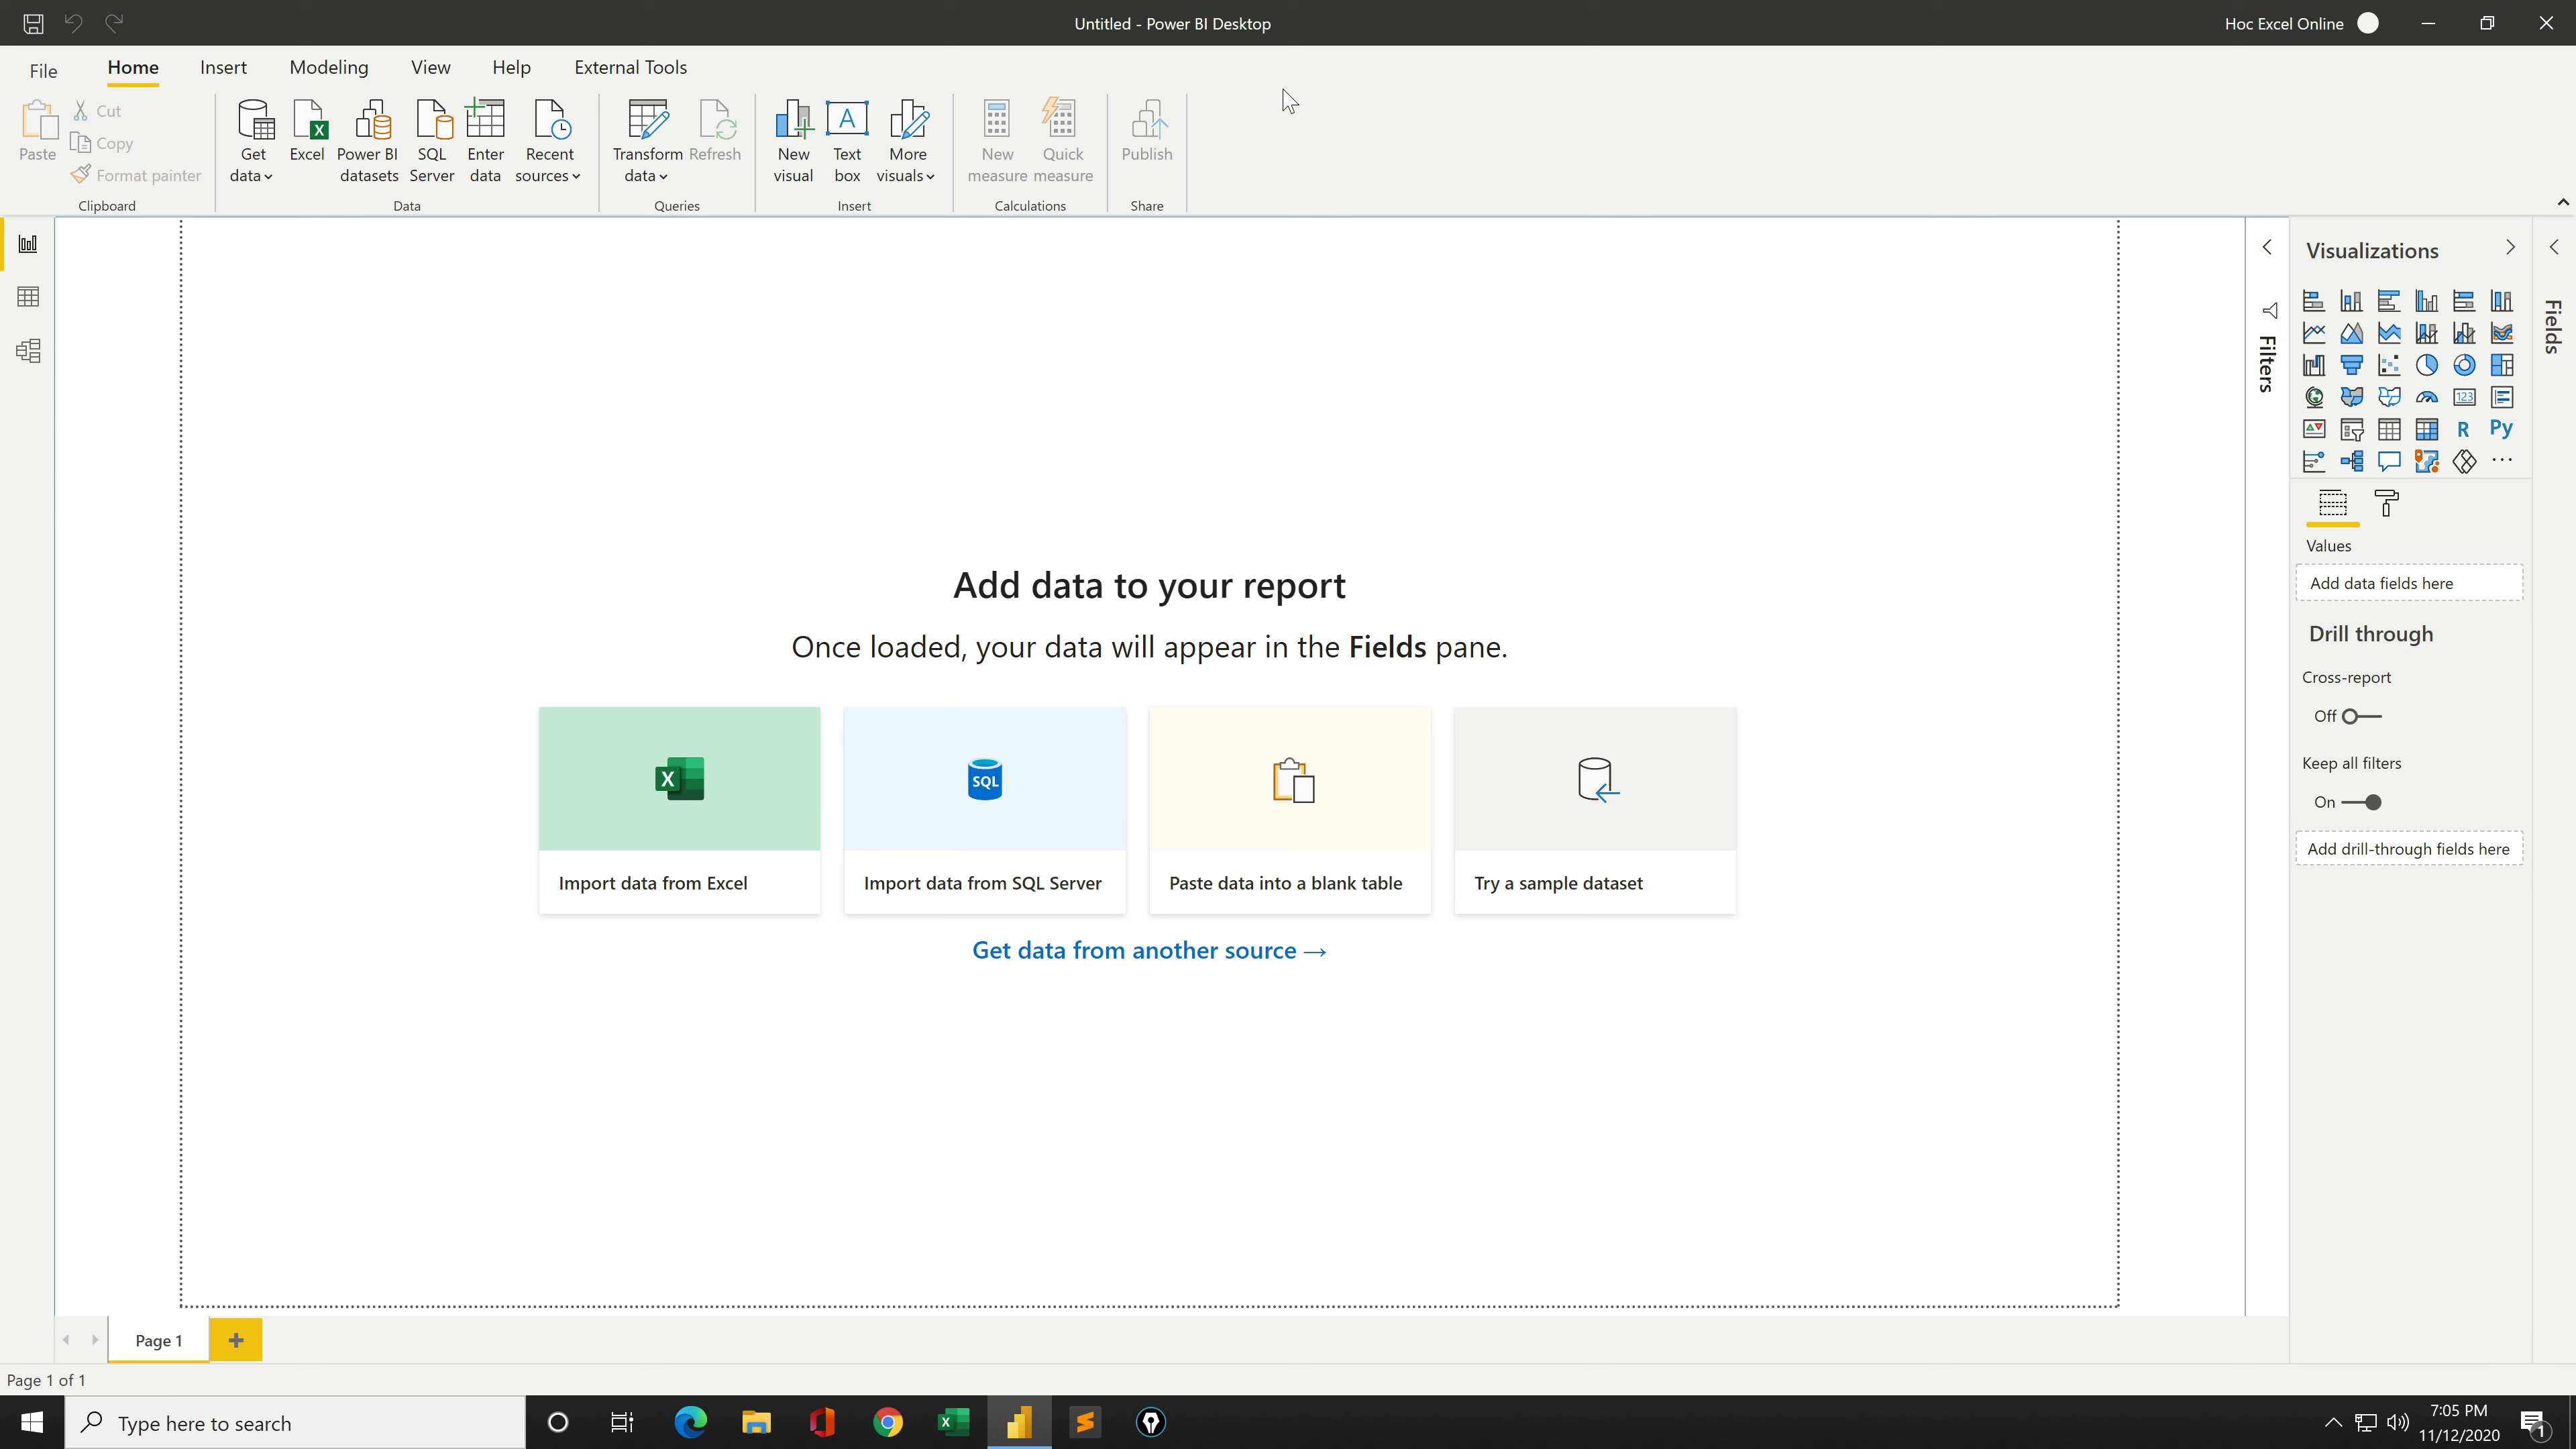 Untitled - Power BI Desktop
Hoc Excel Online
File Home Insert Modeling View Help External Tools
Paste
Cut
Copy
Format painter
Clipboard
Get data
Excel
Power BI datasets
SQL Server
Enter data
Recent sources
Data
Transform data
Refresh
Queries
New visual
Text box
More visuals
Insert
New measure
Quick measure
Calculations
Publish
Share
Add data to your report
Once loaded, your data will appear in the Fields pane.
SQL
Import data from Excel
Import data from SQL Server
Paste data into a blank table
Try a sample dataset
Get data from another source →
Filters
Visualizations
123
R
Py
Values
Add data fields here
Drill through
Cross-report
Off
Keep all filters
On
Add drill-through fields here
Fields
Page 1
Page 1 of 1
Type here to search
7:05 PM
11/12/2020
1